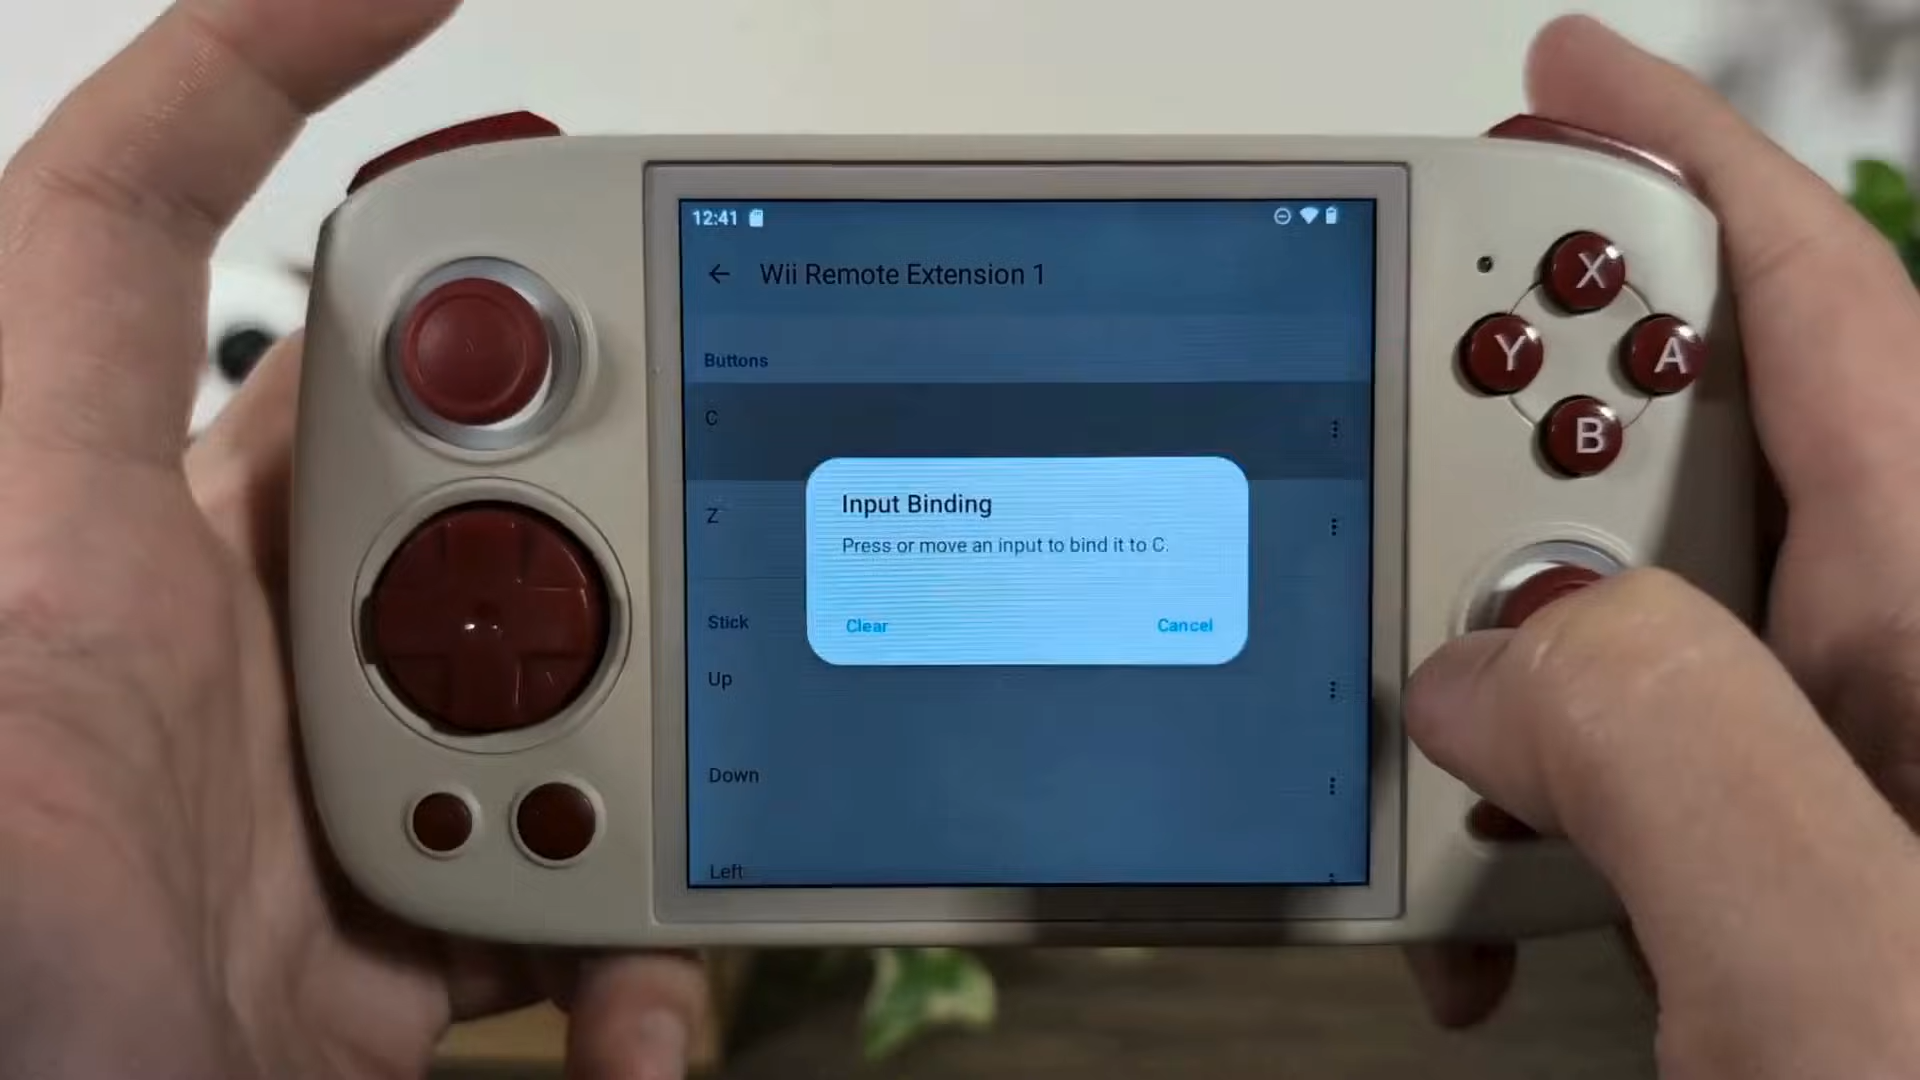 12:41
Wii Remote Extension 1
Buttons
C
Input Binding
Press or move an input to bind it to C.
Clear
Cancel
Z
Stick
Up
Down
Left
X
Y
A
B